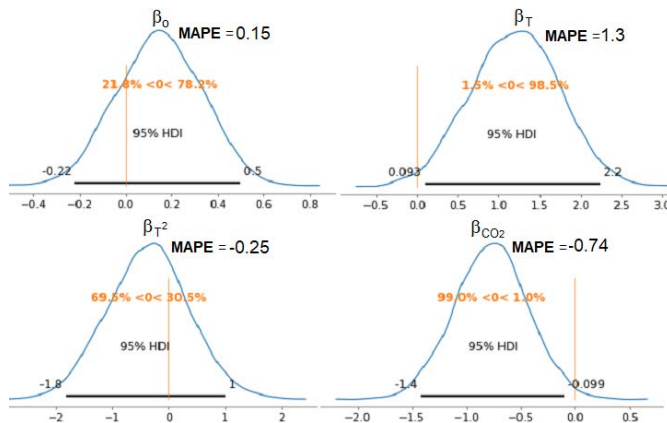 β₀ MAPE = 0.15
21.8% <0< 78.2%
95% HDI
-0.22 0.5
-0.4 -0.2 0.0 0.2 0.4 0.6 0.8
β_T MAPE = 1.3
1.5% <0< 98.5%
95% HDI
0.093 2.2
-0.5 0.0 0.5 1.0 1.5 2.0 2.5 3.0
β_T² MAPE = -0.25
69.5% <0< 30.5%
95% HDI
-1.8 1
-2 -1 0 1 2
β_CO₂ MAPE = -0.74
99.0% <0< 1.0%
95% HDI
-1.4 -0.099
-2.0 -1.5 -1.0 -0.5 0.0 0.5